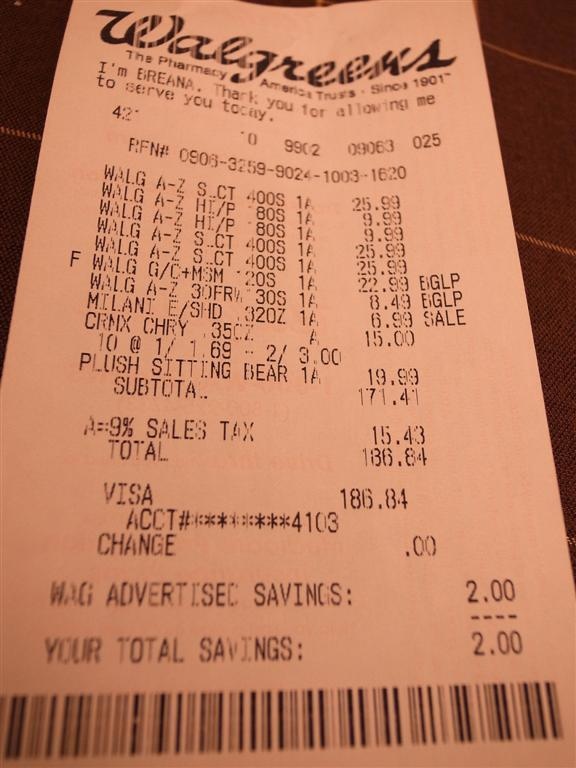 Walgreens
The Pharmacy America Trusts · Since 1901™
I'm BREANA. Thank you for allowing me
to serve you today.
421 10 9902 09063 025
RFN# 0906-3259-9024-1003-1620
WALG A-Z S.CT 400S 1A 25.99
WALG A-Z HI/P 80S 1A 9.99
WALG A-Z HI/P 80S 1A 9.99
WALG A-Z S.CT 400S 1A 25.99
WALG A-Z S.CT 400S 1A 25.99
F WALG G/C+MSM 120S 1A 22.99 BGLP
WALG A-Z 30FRW 30S 1A 8.49 BGLP
MILANI E/SHD .32OZ 1A 6.99 SALE
CRMX CHRY .35OZ A 15.00
10 @ 1/ 1.69 - 2/ 3.00
PLUSH SITTING BEAR 1A 19.99
SUBTOTAL 171.41
A=9% SALES TAX 15.43
TOTAL 186.84
VISA 186.84
ACCT#********4103
CHANGE .00
WAG ADVERTISED SAVINGS: 2.00
----
YOUR TOTAL SAVINGS: 2.00